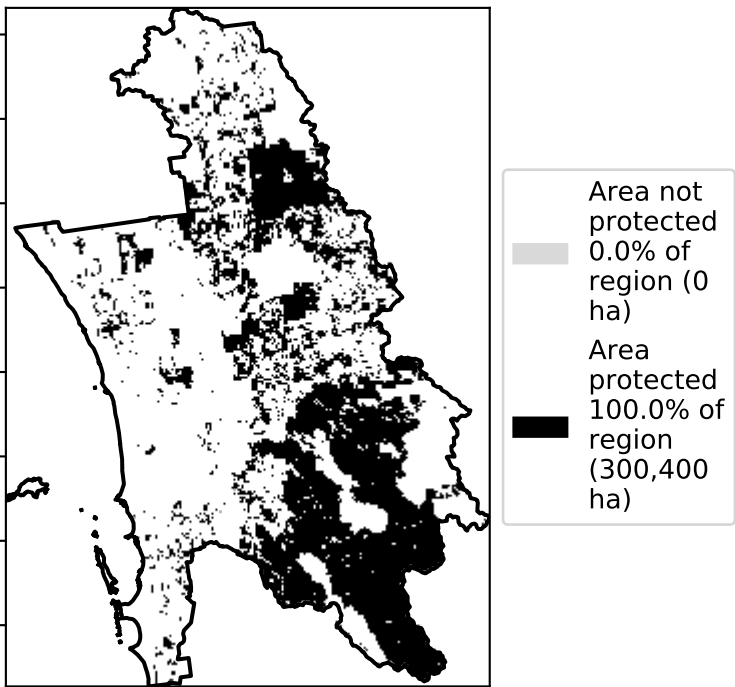 Area not
protected
0.0% of
region (0
ha)
Area
protected
100.0% of
region
(300,400
ha)